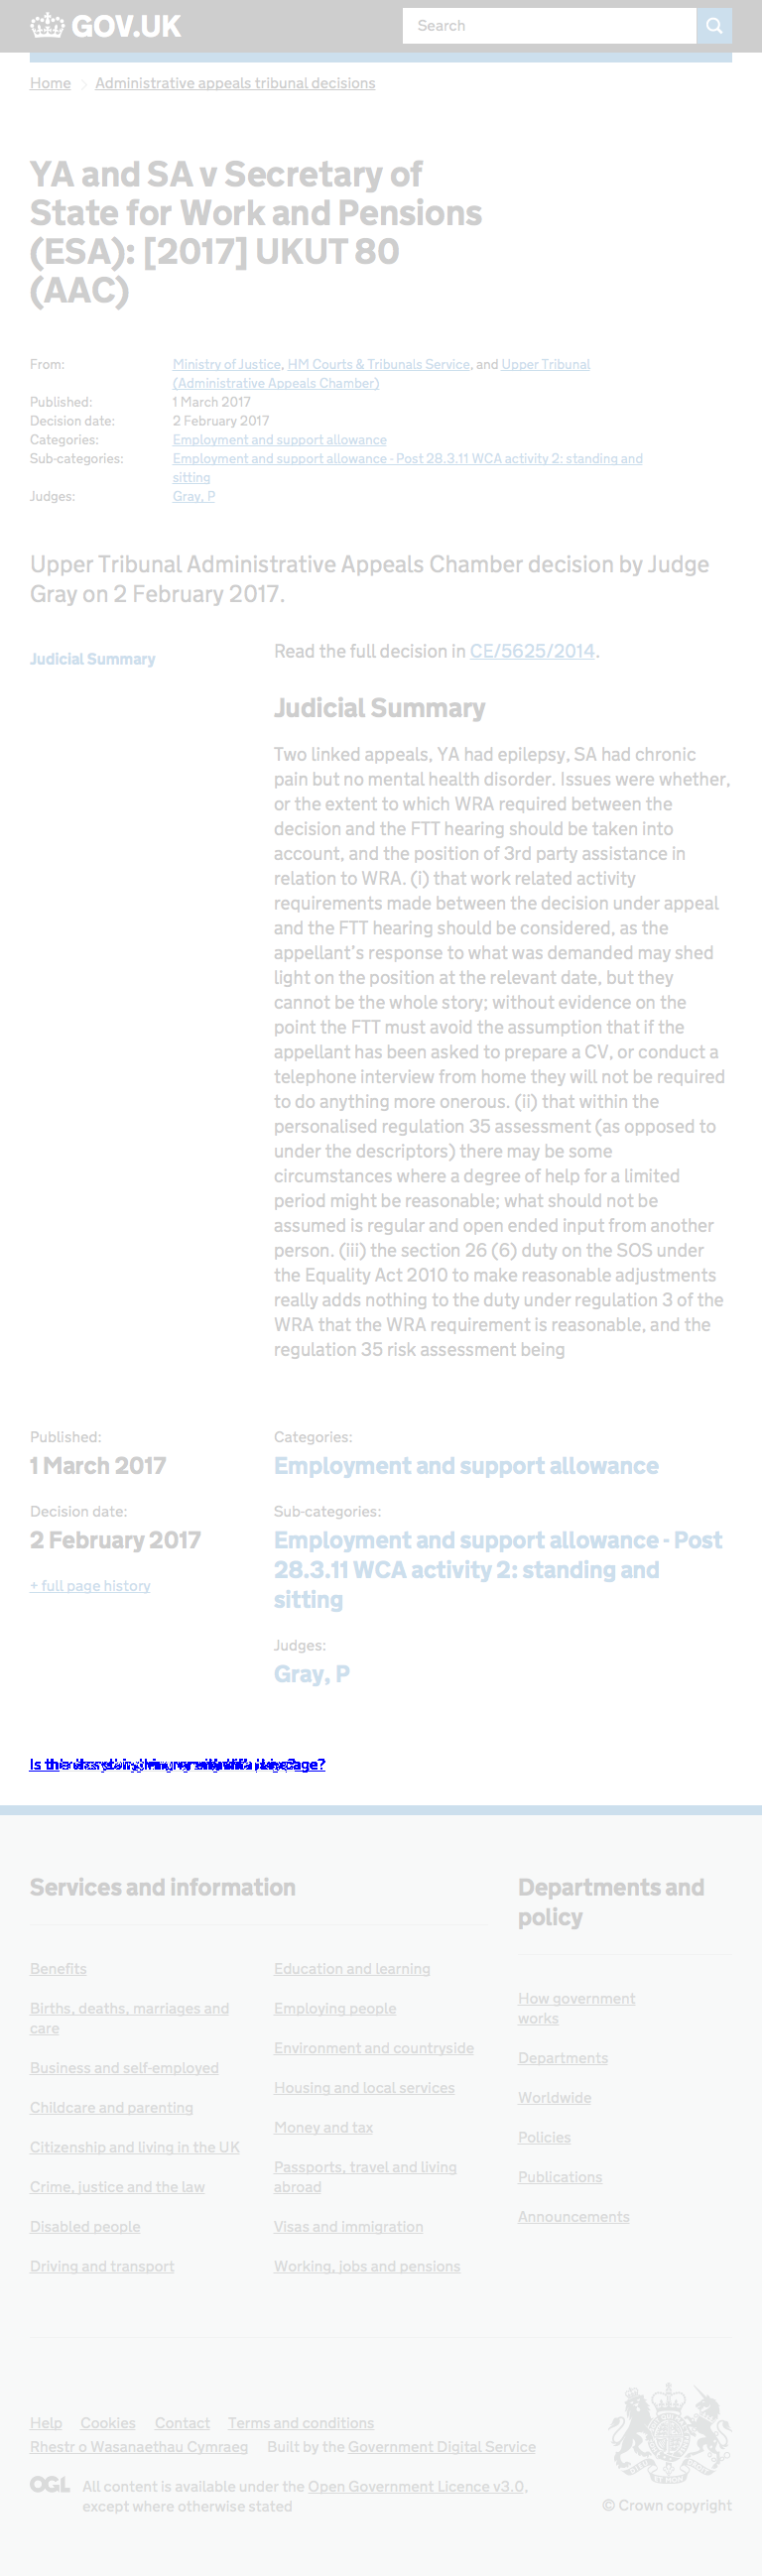 GOV.UK
Search
Home
Administrative appeals tribunal decisions
YA and SA v Secretary of
State for Work and Pensions
(ESA): [2017] UKUT 80
(AAC)
From: Ministry of Justice, HM Courts & Tribunals Service, and Upper Tribunal
(Administrative Appeals Chamber)
Published: 1 March 2017
Decision date: 2 February 2017
Categories: Employment and support allowance
Sub-categories: Employment and support allowance - Post 28.3.11 WCA activity 2: standing and
sitting
Judges: Gray, P
Upper Tribunal Administrative Appeals Chamber decision by Judge
Gray on 2 February 2017.
Judicial Summary
Read the full decision in CE/5625/2014.
Judicial Summary
Two linked appeals, YA had epilepsy, SA had chronic
pain but no mental health disorder. Issues were whether,
or the extent to which WRA required between the
decision and the FTT hearing should be taken into
account, and the position of 3rd party assistance in
relation to WRA. (i) that work related activity
requirements made between the decision under appeal
and the FTT hearing should be considered, as the
appellant's response to what was demanded may shed
light on the position at the relevant date, but they
cannot be the whole story; without evidence on the
point the FTT must avoid the assumption that if the
appellant has been asked to prepare a CV, or conduct a
telephone interview from home they will not be required
to do anything more onerous. (ii) that within the
personalised regulation 35 assessment (as opposed to
under the descriptors) there may be some
circumstances where a degree of help for a limited
period might be reasonable; what should not be
assumed is regular and open ended input from another
person. (iii) the section 26 (6) duty on the SOS under
the Equality Act 2010 to make reasonable adjustments
really adds nothing to the duty under regulation 3 of the
WRA that the WRA requirement is reasonable, and the
regulation 35 risk assessment being
Published:
1 March 2017
Decision date:
2 February 2017
+ full page history
Categories:
Employment and support allowance
Sub-categories:
Employment and support allowance - Post
28.3.11 WCA activity 2: standing and
sitting
Judges:
Gray, P
Services and information
Benefits
Births, deaths, marriages and
care
Business and self-employed
Childcare and parenting
Citizenship and living in the UK
Crime, justice and the law
Disabled people
Driving and transport
Education and learning
Employing people
Environment and countryside
Housing and local services
Money and tax
Passports, travel and living
abroad
Visas and immigration
Working, jobs and pensions
Departments and
policy
How government
works
Departments
Worldwide
Policies
Publications
Announcements
Help Cookies Contact Terms and conditions
Rhestr o Wasanaethau Cymraeg Built by the Government Digital Service
OGL All content is available under the Open Government Licence v3.0,
except where otherwise stated
© Crown copyright